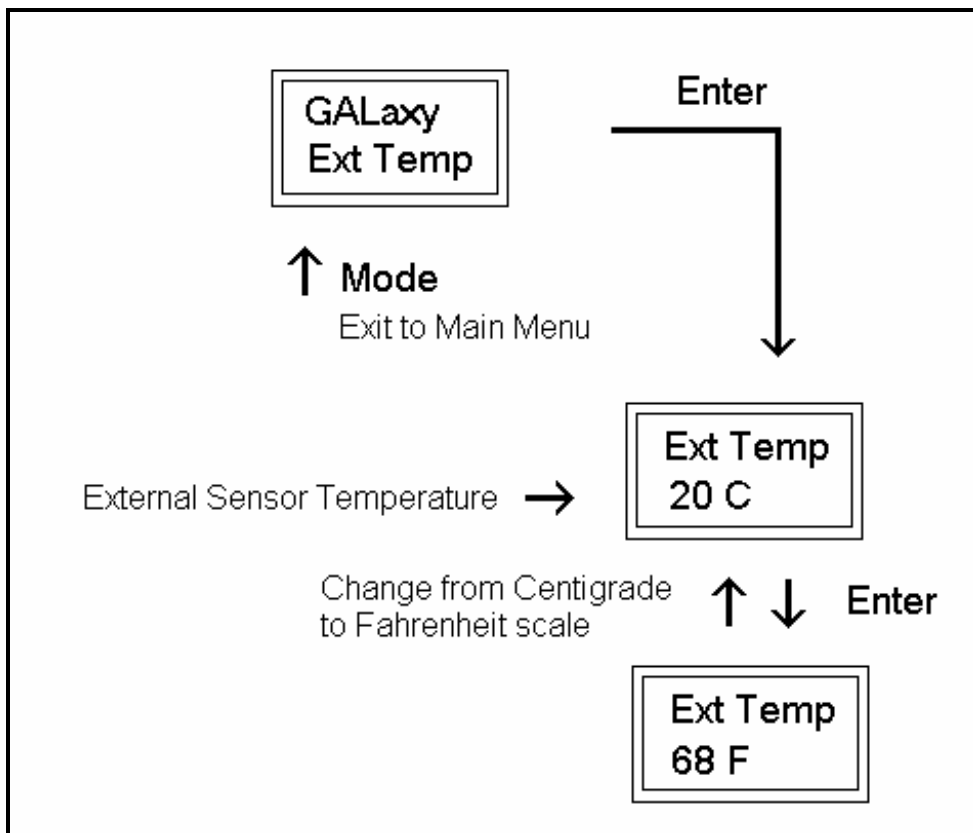 GALaxy
Ext Temp
Enter
Mode
Exit to Main Menu
Ext Temp
20 C
External Sensor Temperature
Change from Centigrade
to Fahrenheit scale
Enter
Ext Temp
68 F